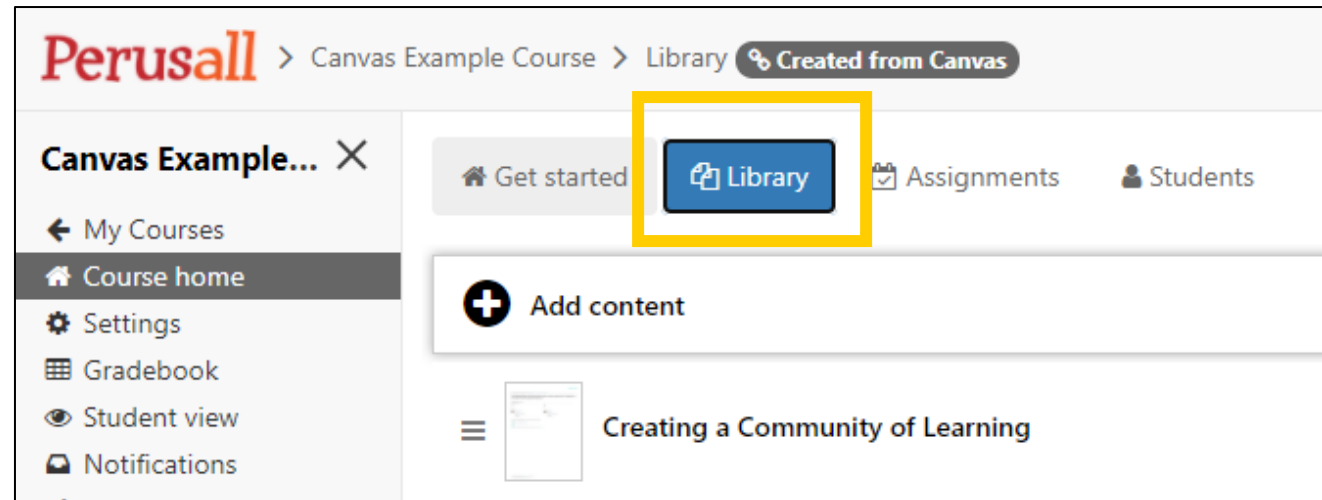 Perusall > Canvas Example Course > Library Created from Canvas
Canvas Example...
My Courses
Course home
Settings
Gradebook
Student view
Notifications
Get started Library Assignments Students
Add content
Creating a Community of Learning